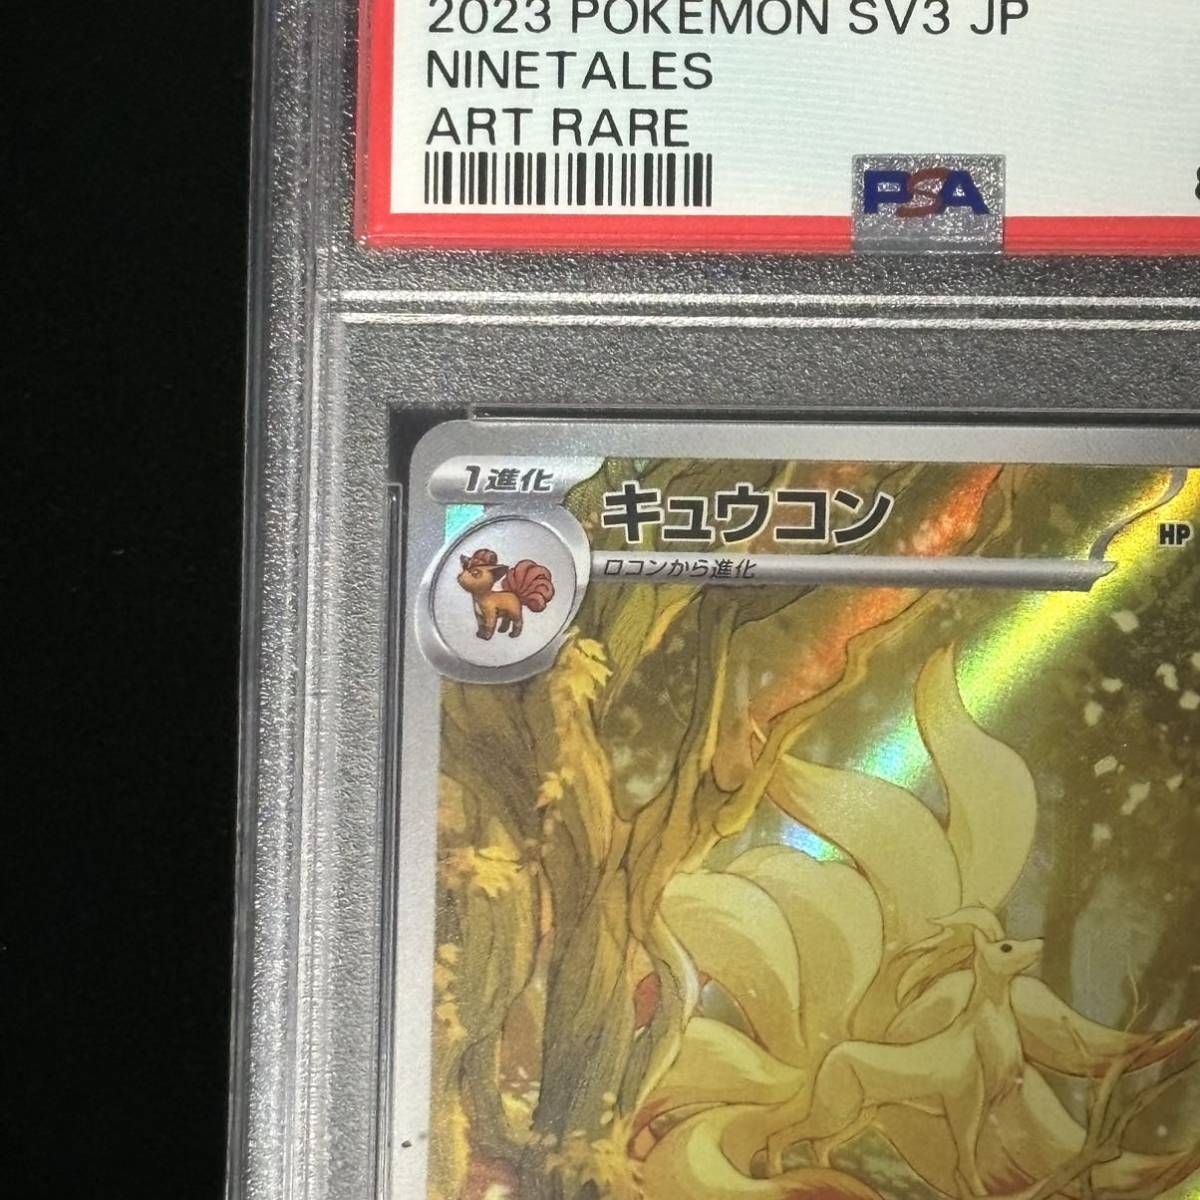 2023 POKEMON SV3 JP
NINETALES
ART RARE
PSA
1進化
キュウコン
HP
ロコンから進化